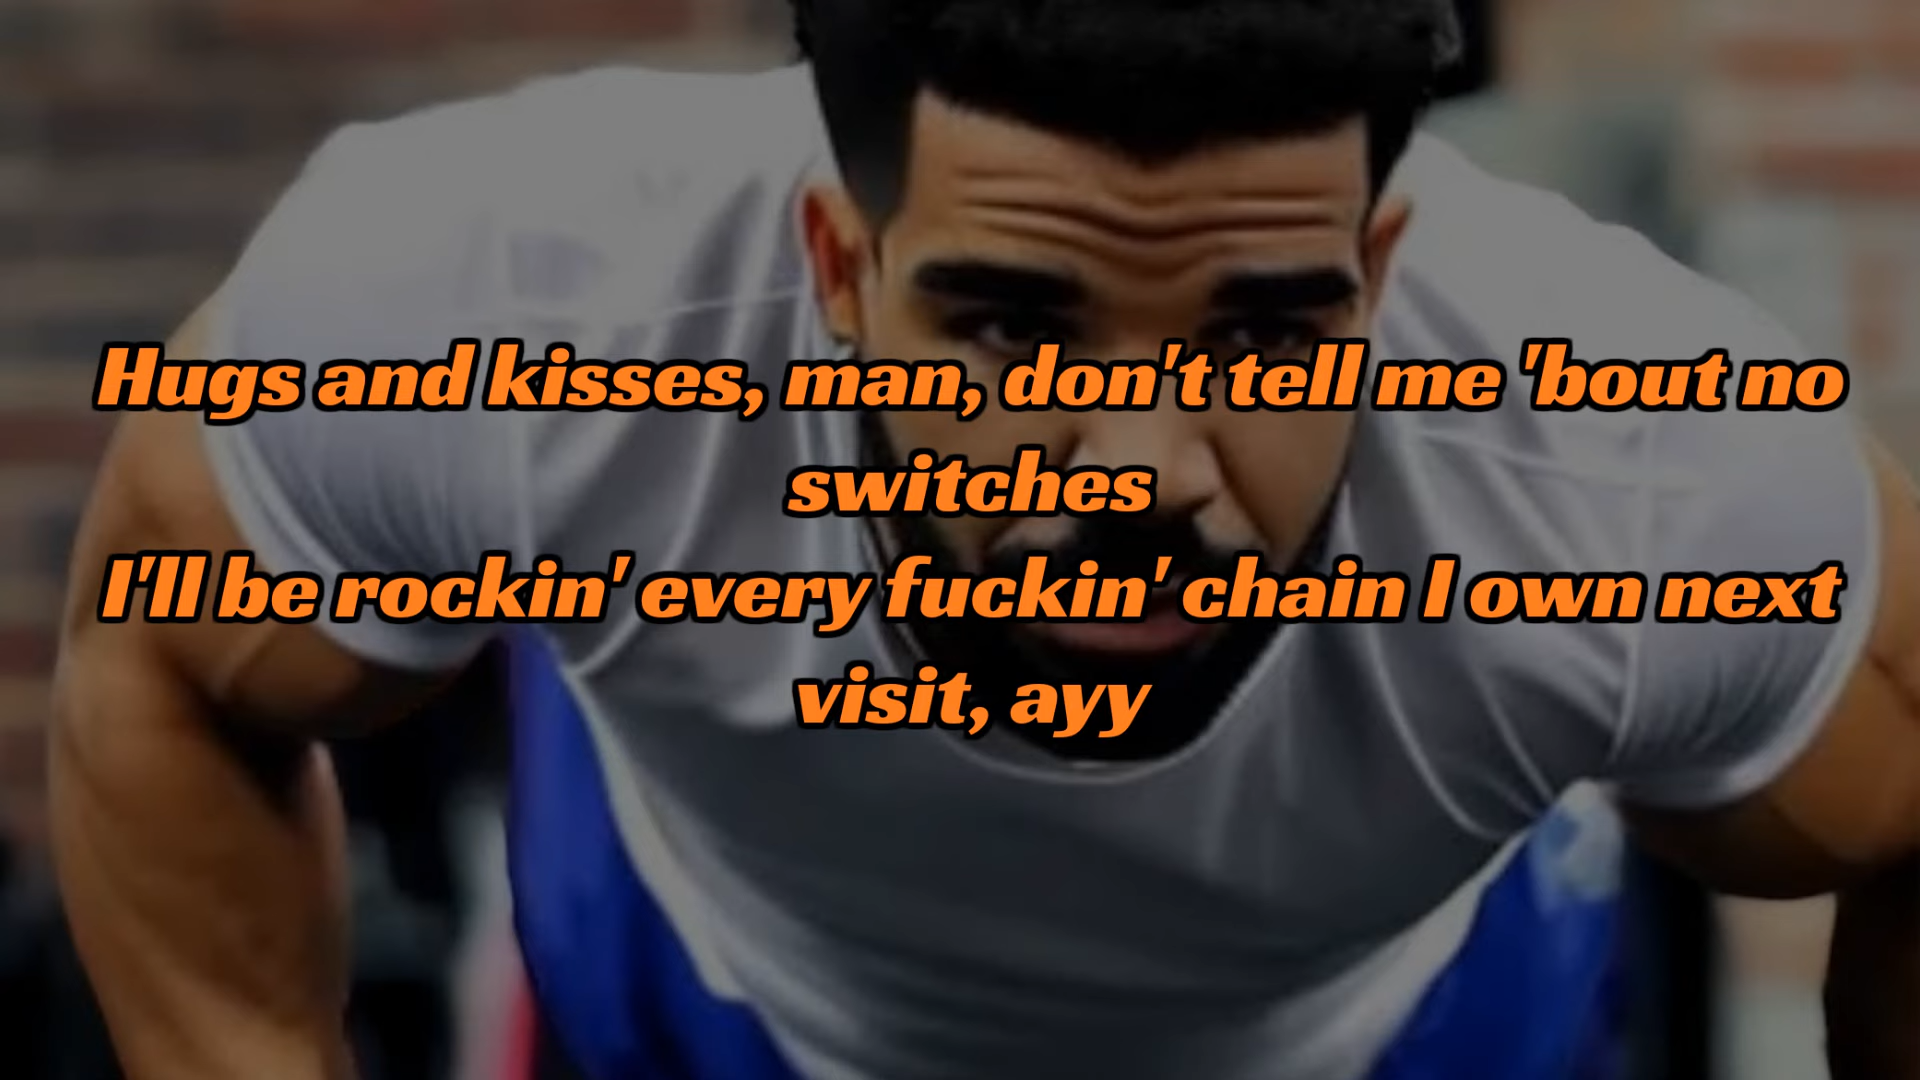 Hugs and kisses, man, don't tell me 'bout no
switches
I'll be rockin' every fuckin' chain I own next
visit, ayy